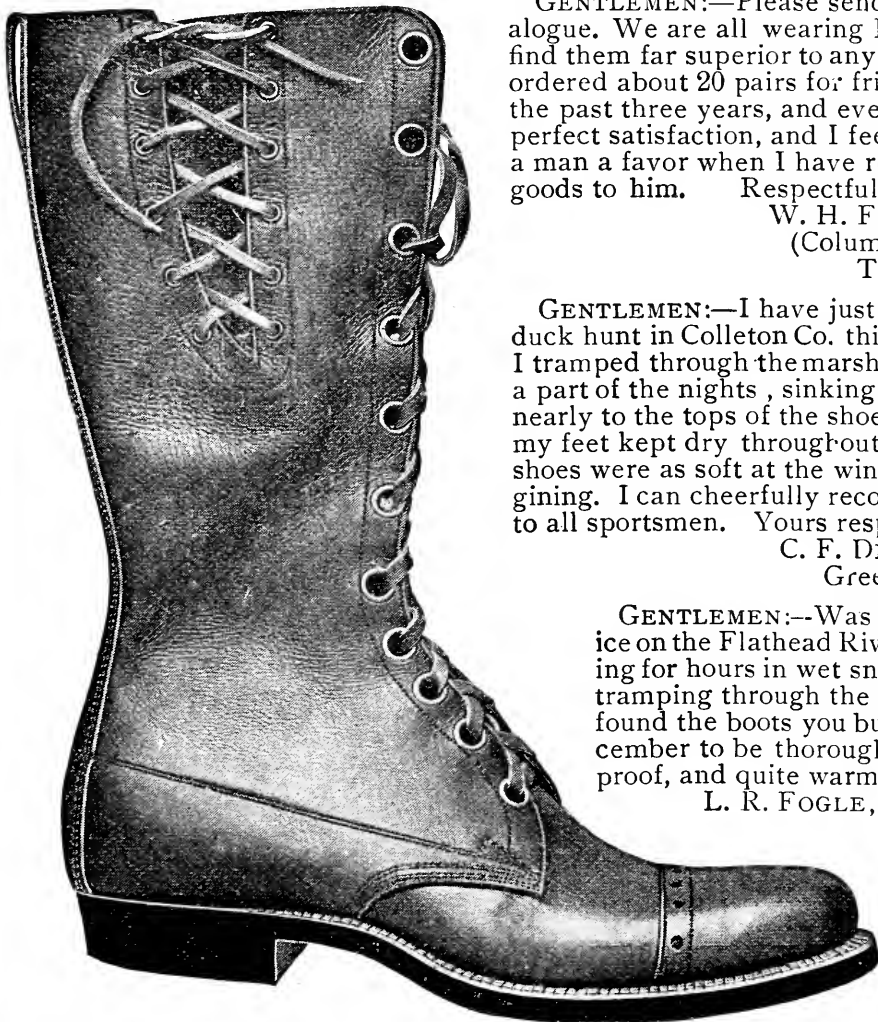 GENTLEMEN:—Please send
alogue. We are all wearing
find them far superior to any
ordered about 20 pairs for fri
the past three years, and eve
perfect satisfaction, and I fee
a man a favor when I have r
goods to him. Respectful
W. H. F
(Colum
T
GENTLEMEN:—I have just
duck hunt in Colleton Co. thi
I tramped through the marsh
a part of the nights , sinking
nearly to the tops of the shoe
my feet kept dry throughout
shoes were as soft at the win
gining. I can cheerfully reco
to all sportsmen. Yours resp
C. F. Di
Gree
GENTLEMEN:--Was
ice on the Flathead Riv
ing for hours in wet sn
tramping through the
found the boots you bu
cember to be thorough
proof, and quite warm
L. R. FOGLE,